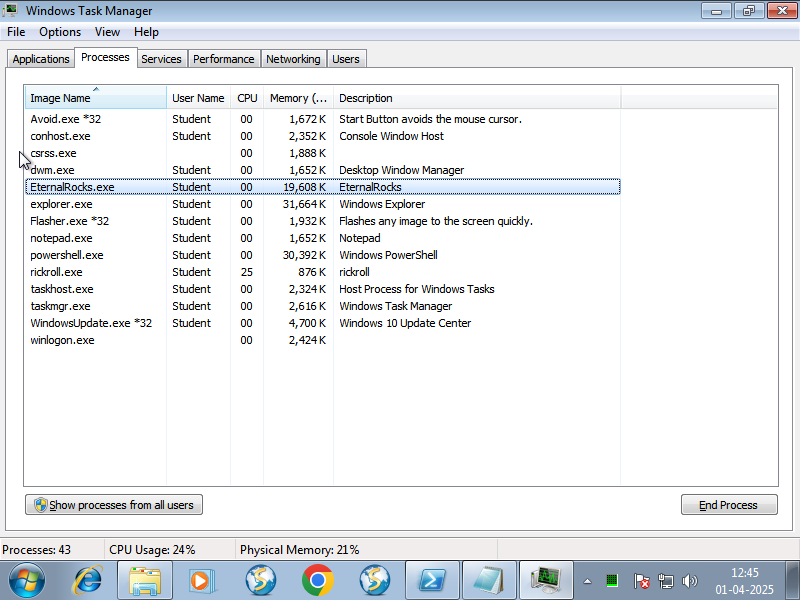 Windows Task Manager
File Options View Help
Applications Processes Services Performance Networking Users
Image Name User Name CPU Memory (... Description
Avoid.exe *32 Student 00 1,672 K Start Button avoids the mouse cursor.
conhost.exe Student 00 2,352 K Console Window Host
csrss.exe 00 1,888 K
dwm.exe Student 00 1,652 K Desktop Window Manager
EternalRocks.exe Student 00 19,608 K EternalRocks
explorer.exe Student 00 31,664 K Windows Explorer
Flasher.exe *32 Student 00 1,932 K Flashes any image to the screen quickly.
notepad.exe Student 00 1,652 K Notepad
powershell.exe Student 00 30,392 K Windows PowerShell
rickroll.exe Student 25 876 K rickroll
taskhost.exe Student 00 2,324 K Host Process for Windows Tasks
taskmgr.exe Student 00 2,616 K Windows Task Manager
WindowsUpdate.exe *32 Student 00 4,700 K Windows 10 Update Center
winlogon.exe 00 2,424 K
Show processes from all users End Process
Processes: 43 CPU Usage: 24% Physical Memory: 21%
12:45
01-04-2025